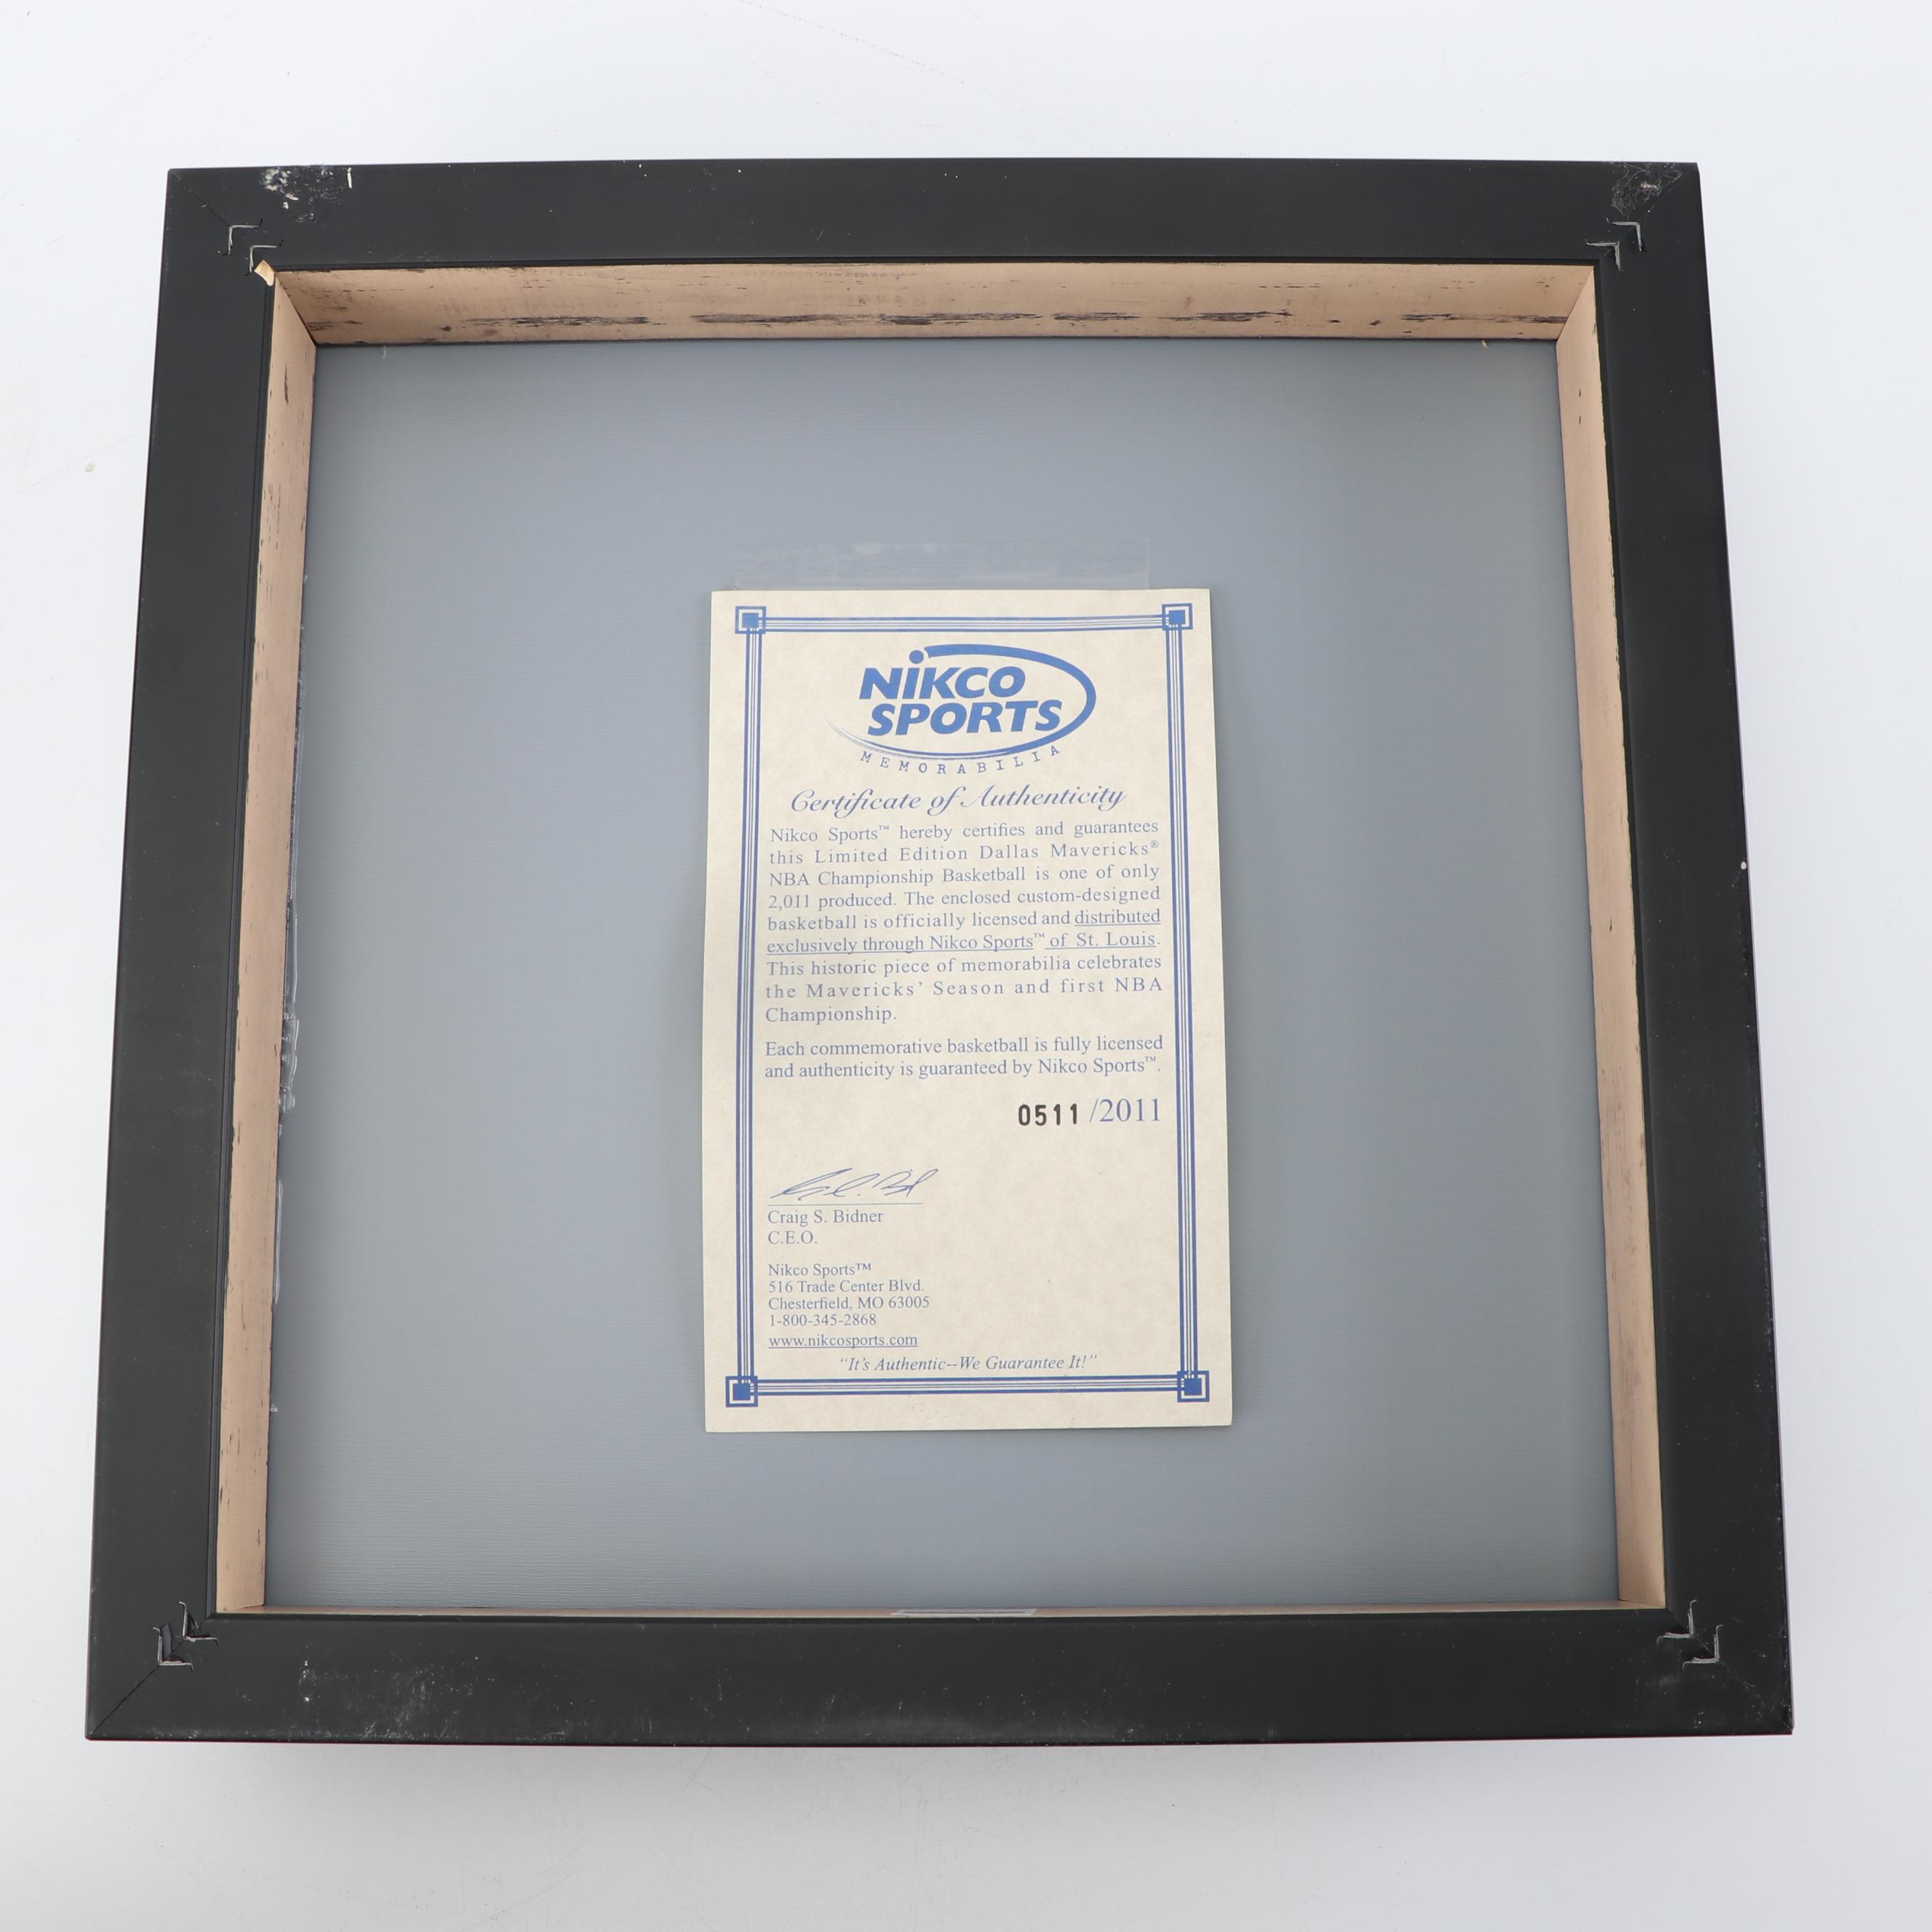 NiKCO
SPORTS
MEMORABILIA
Certificate of Authenticity
Nikco Sports™ hereby certifies and guarantees
this Limited Edition Dallas Mavericks®
NBA Championship Basketball is one of only
2,011 produced. The enclosed custom-designed
basketball is officially licensed and distributed
exclusively through Nikco Sports™ of St. Louis.
This historic piece of memorabilia celebrates
the Mavericks’ Season and first NBA
Championship.
Each commemorative basketball is fully licensed
and authenticity is guaranteed by Nikco Sports™.
0511 /2011
Craig S. Bidner
C.E.O.
Nikco Sports™
516 Trade Center Blvd.
Chesterfield, MO 63005
1-800-345-2868
www.nikcosports.com
“It’s Authentic--We Guarantee It!”